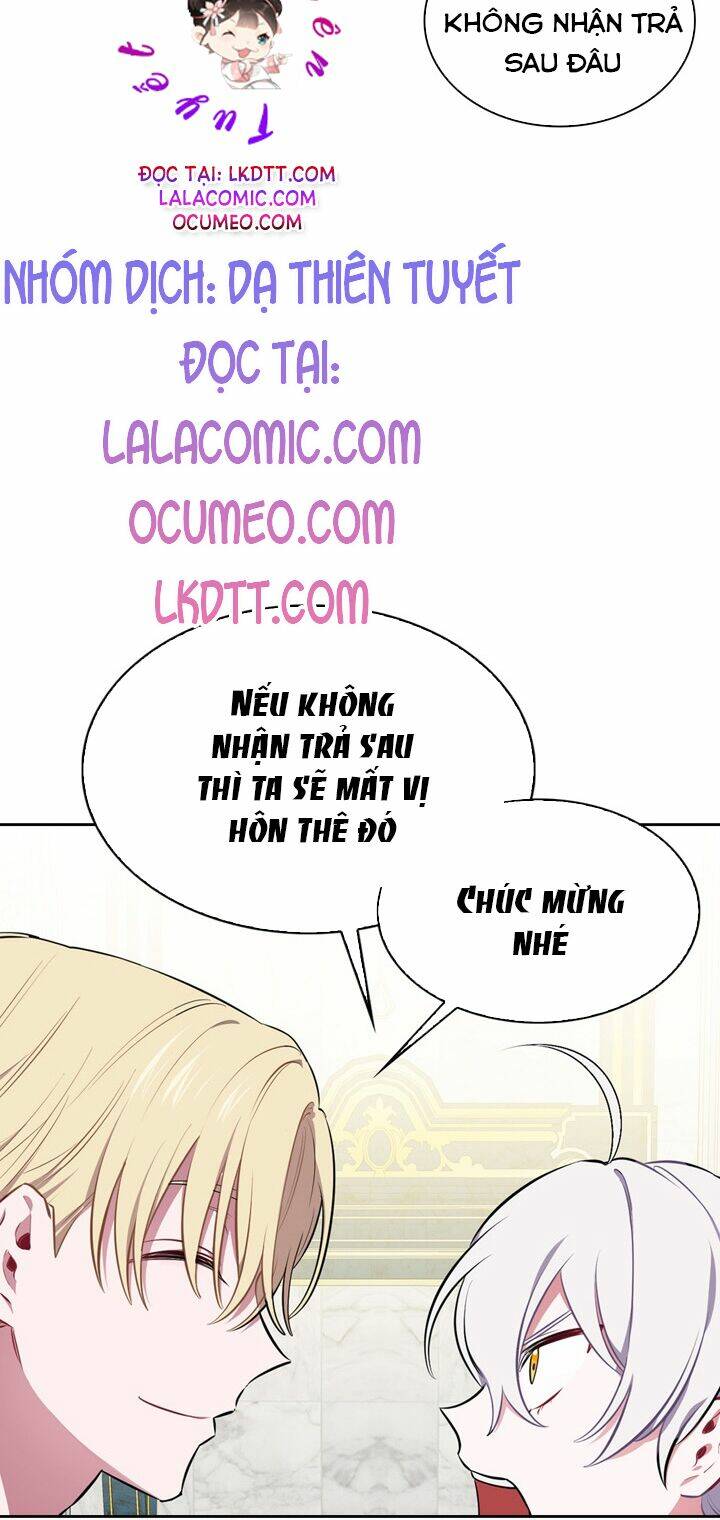 KHÔNG NHẬN TRẢ
SAU ĐÂU
ên
Tuyết
ĐỌC TẠI: LKDTT.COM
LALACOMIC.COM
OCUMEO.COM
NHÓM DỊCH: DẠ THIÊN TUYẾT
ĐỌC TẠI:
LALACOMIC.COM
OCUMEO.COM
LKDTT.COM
NẾU KHÔNG
NHẬN TRẢ SAU
THÌ TA SẼ MẤT VỊ
HÔN THÊ ĐÓ
CHÚC MỪNG
NHÉ